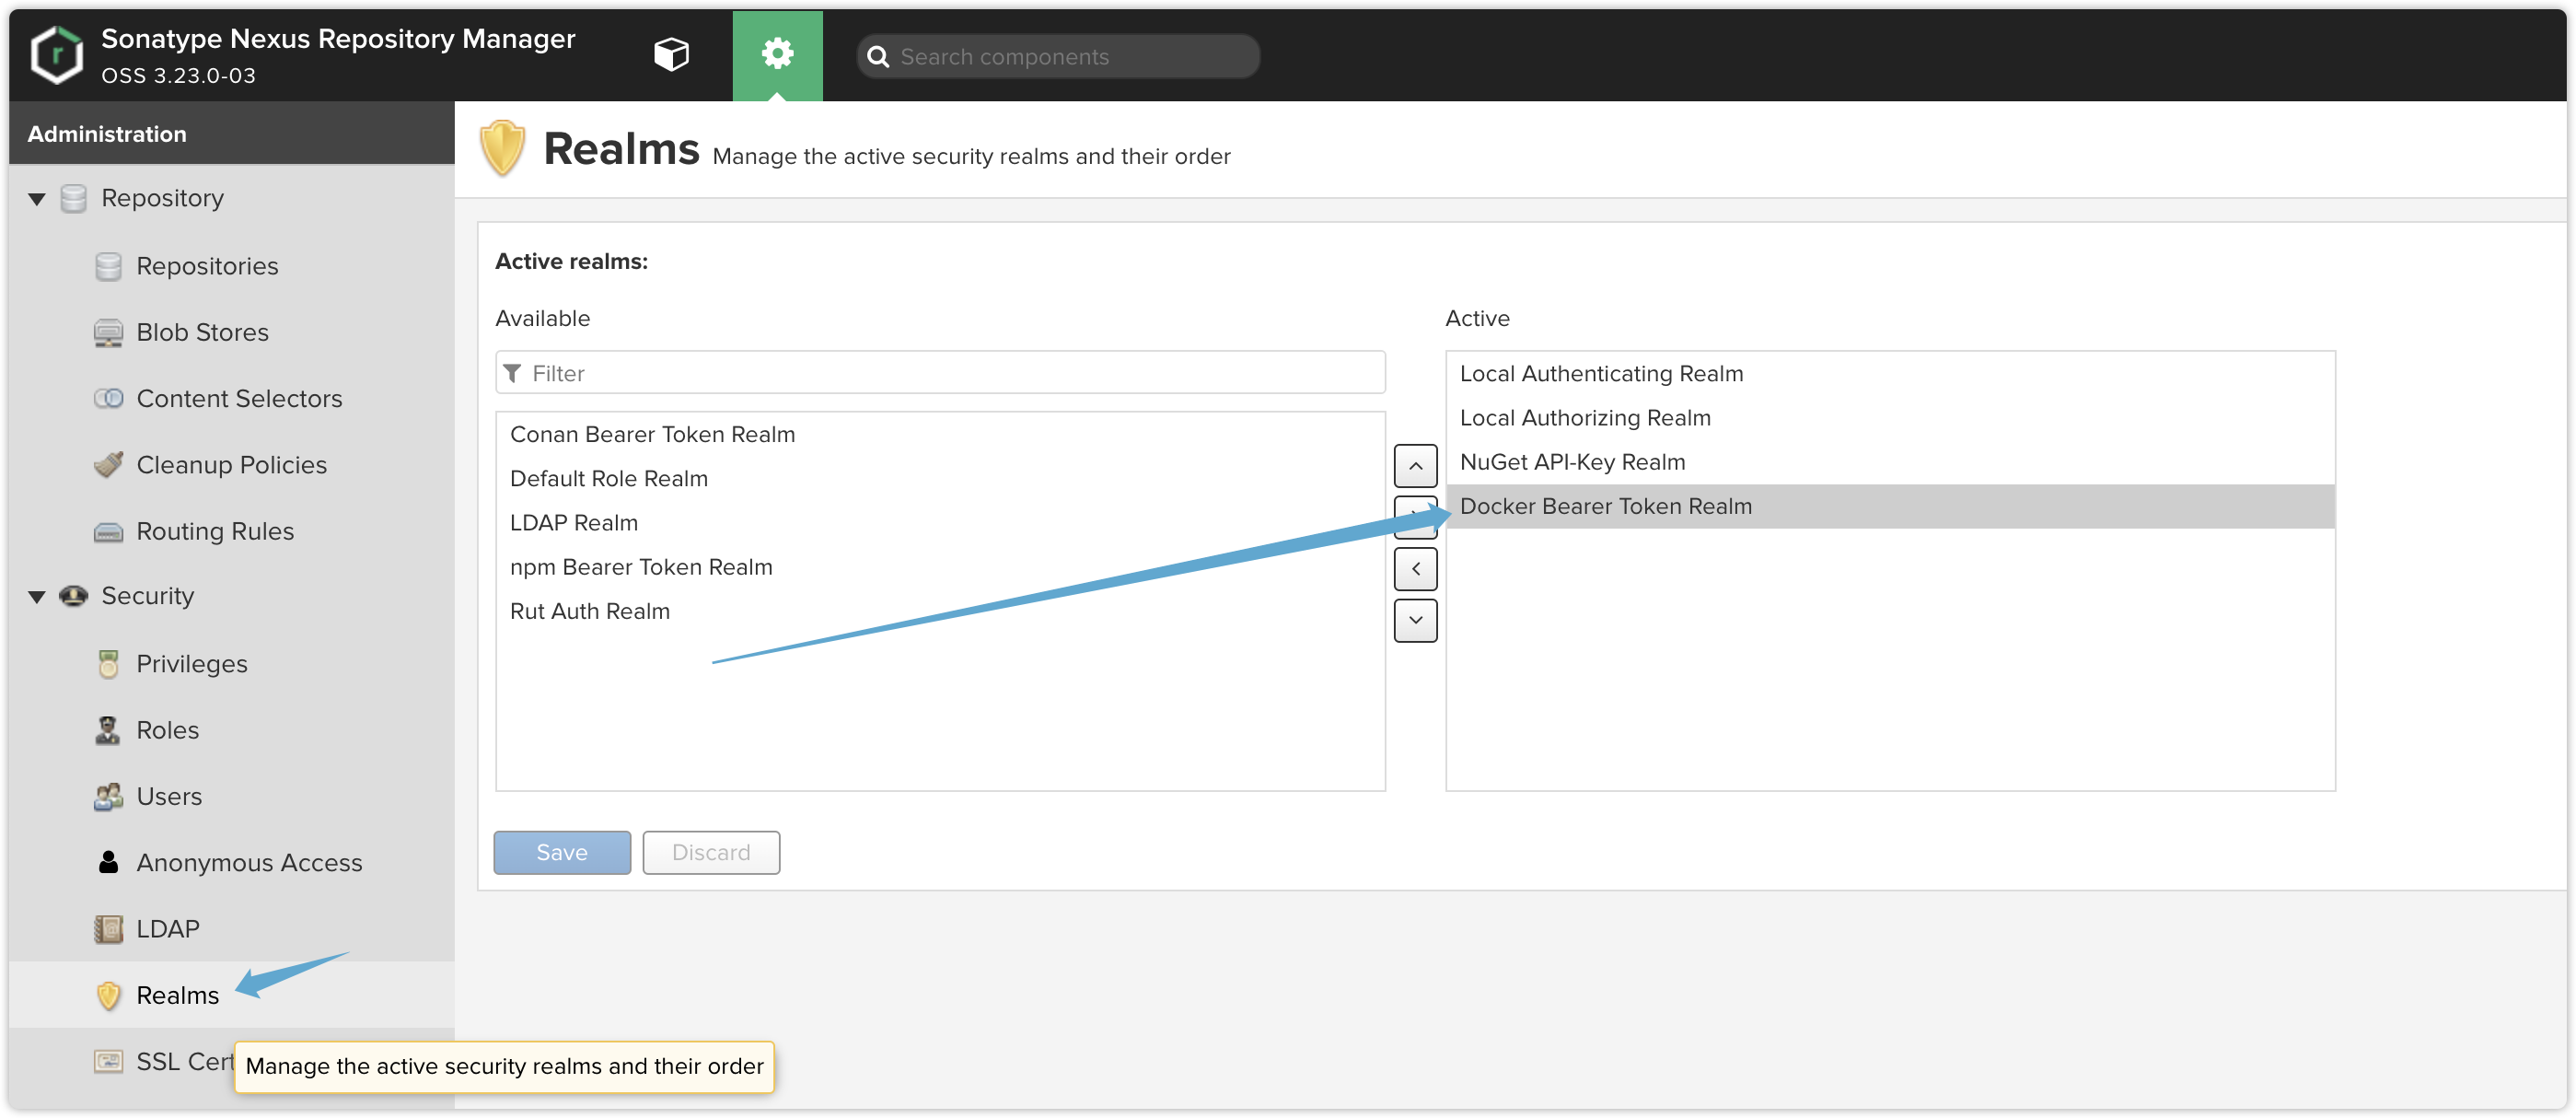 Sonatype Nexus Repository Manager
OSS 3.23.0-03
Search components
Administration
Repository
Repositories
Blob Stores
Content Selectors
Cleanup Policies
Routing Rules
Security
Privileges
Roles
Users
Anonymous Access
LDAP
Realms
SSL Cert
Manage the active security realms and their order
Realms Manage the active security realms and their order
Active realms:
Available
Filter
Conan Bearer Token Realm
Default Role Realm
LDAP Realm
npm Bearer Token Realm
Rut Auth Realm
Active
Local Authenticating Realm
Local Authorizing Realm
NuGet API-Key Realm
Docker Bearer Token Realm
Save Discard